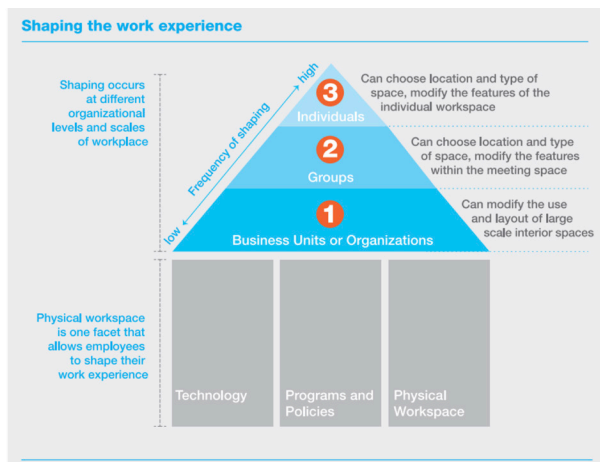 Shaping the work experience
Shaping occurs
at different
organizational
levels and scales
of workplace
low
Frequency of shaping
high
3
Individuals
Can choose location and type of
space, modify the features of the
individual workspace
2
Groups
Can choose location and type
of space, modify the features
within the meeting space
1
Business Units or Organizations
Can modify the use
and layout of large
scale interior spaces
Physical workspace
is one facet that
allows employees
to shape their
work experience
Technology
Programs and
Policies
Physical
Workspace